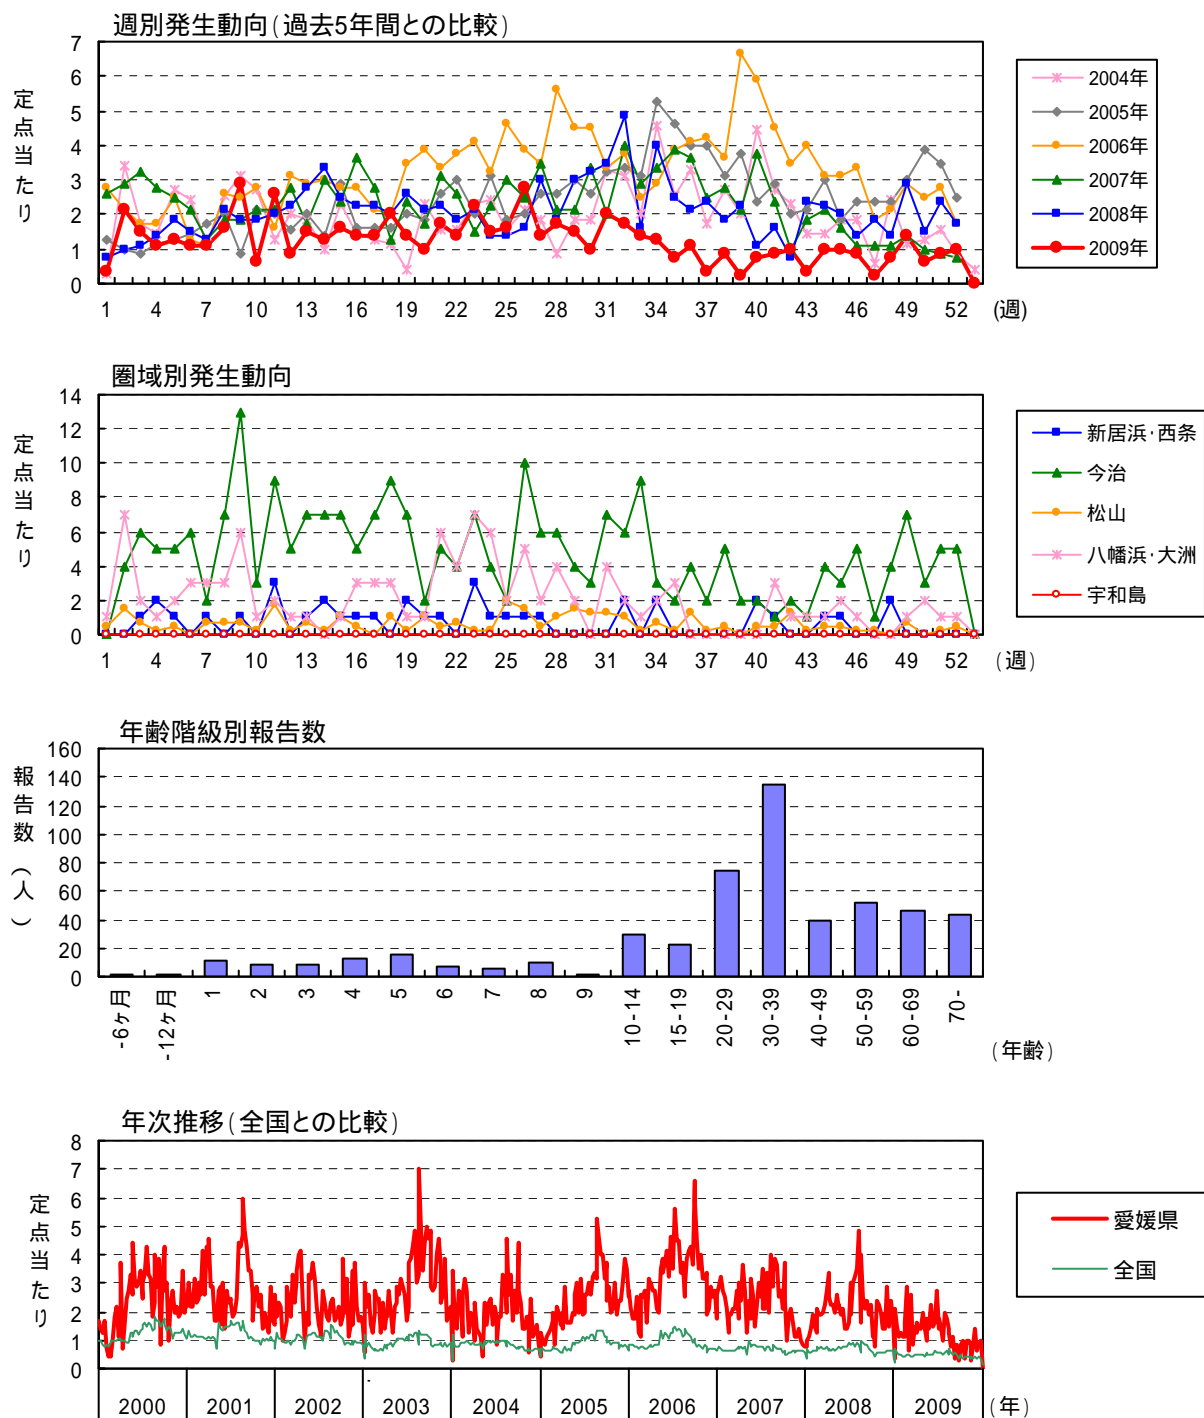 週別発生動向(過去5年間との比較)
定点当たり
7
6
5
4
3
2
1
0
1 4 7 10 13 16 19 22 25 28 31 34 37 40 43 46 49 52 (週)
2004年
2005年
2006年
2007年
2008年
2009年
圏域別発生動向
定点当たり
14
12
10
8
6
4
2
0
1 4 7 10 13 16 19 22 25 28 31 34 37 40 43 46 49 52 (週)
新居浜・西条
今治
松山
八幡浜・大洲
宇和島
年齢階級別報告数
報告数(人)
160
140
120
100
80
60
40
20
0
-6ヶ月 -12ヶ月 1 2 3 4 5 6 7 8 9 10-14 15-19 20-29 30-39 40-49 50-59 60-69 70-
(年齢)
年次推移(全国との比較)
定点当たり
8
7
6
5
4
3
2
1
0
2000 2001 2002 2003 2004 2005 2006 2007 2008 2009 (年)
愛媛県
全国